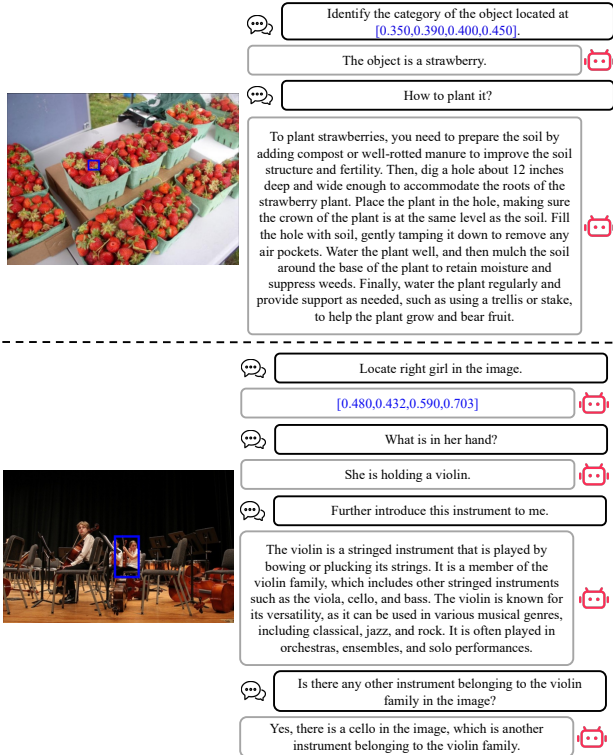 Identify the category of the object located at
[0.350,0.390,0.400,0.450].
The object is a strawberry.
How to plant it?
To plant strawberries, you need to prepare the soil by
adding compost or well-rotted manure to improve the soil
structure and fertility. Then, dig a hole about 12 inches
deep and wide enough to accommodate the roots of the
strawberry plant. Place the plant in the hole, making sure
the crown of the plant is at the same level as the soil. Fill
the hole with soil, gently tamping it down to remove any
air pockets. Water the plant well, and then mulch the soil
around the base of the plant to retain moisture and
suppress weeds. Finally, water the plant regularly and
provide support as needed, such as using a trellis or stake,
to help the plant grow and bear fruit.
Locate right girl in the image.
[0.480,0.432,0.590,0.703]
What is in her hand?
She is holding a violin.
Further introduce this instrument to me.
The violin is a stringed instrument that is played by
bowing or plucking its strings. It is a member of the
violin family, which includes other stringed instruments
such as the viola, cello, and bass. The violin is known for
its versatility, as it can be used in various musical genres,
including classical, jazz, and rock. It is often played in
orchestras, ensembles, and solo performances.
Is there any other instrument belonging to the violin
family in the image?
Yes, there is a cello in the image, which is another
instrument belonging to the violin family.